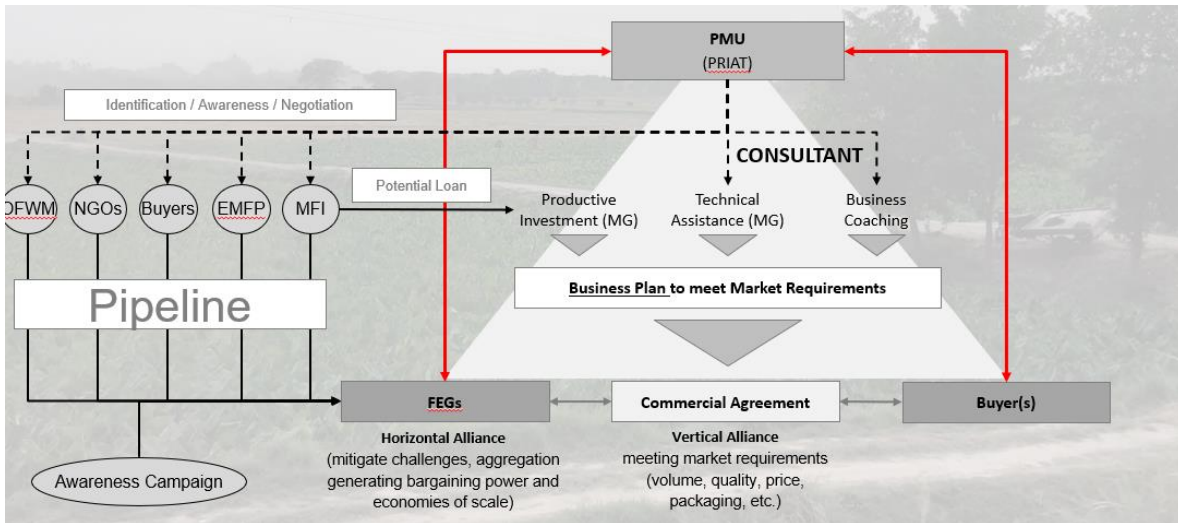 PMU
(PRIAT)
Identification / Awareness / Negotiation
CONSULTANT
OFWM
NGOs
Buyers
EMFP
MFI
Potential Loan
Productive
Investment (MG)
Technical
Assistance (MG)
Business
Coaching
Pipeline
Business Plan to meet Market Requirements
FEGs
Commercial Agreement
Buyer(s)
Horizontal Alliance
(mitigate challenges, aggregation
generating bargaining power and
economies of scale)
Vertical Alliance
meeting market requirements
(volume, quality, price,
packaging, etc.)
Awareness Campaign